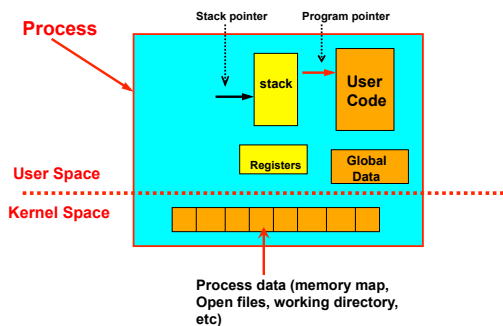 Stack pointer
Program pointer
Process
stack
User
Code
Registers
Global
Data
User Space
Kernel Space
Process data (memory map,
Open files, working directory,
etc)